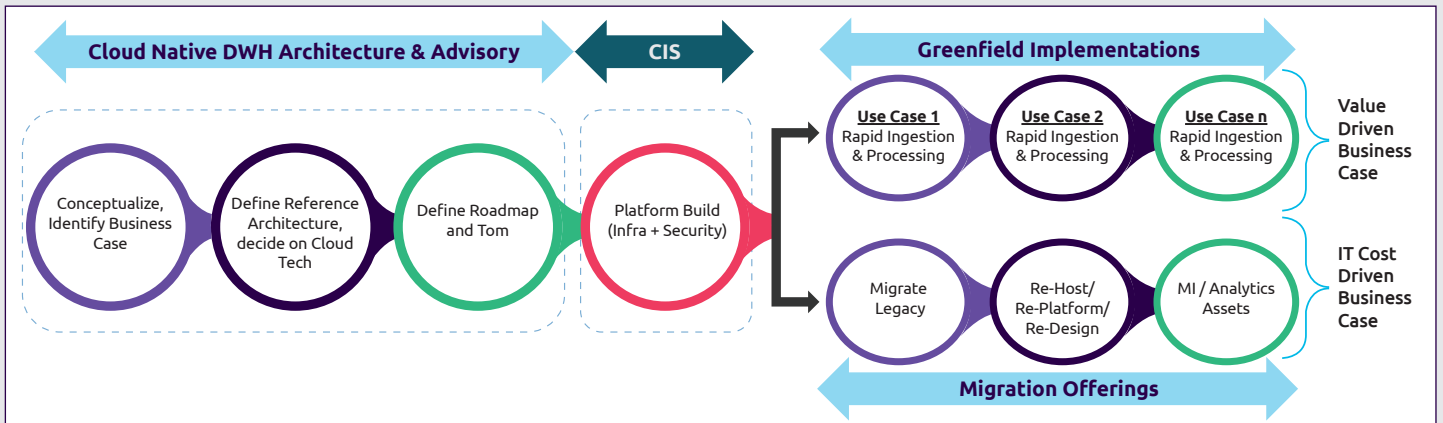 Cloud Native DWH Architecture & Advisory
CIS
Greenfield Implementations
Conceptualize,
Identify Business
Case
Define Reference
Architecture,
decide on Cloud
Tech
Define Roadmap
and Tom
Platform Build
(Infra + Security)
Use Case 1
Rapid Ingestion
& Processing
Use Case 2
Rapid Ingestion
& Processing
Use Case n
Rapid Ingestion
& Processing
Value
Driven
Business
Case
Migrate
Legacy
Re-Host/
Re-Platform/
Re-Design
MI / Analytics
Assets
IT Cost
Driven
Business
Case
Migration Offerings